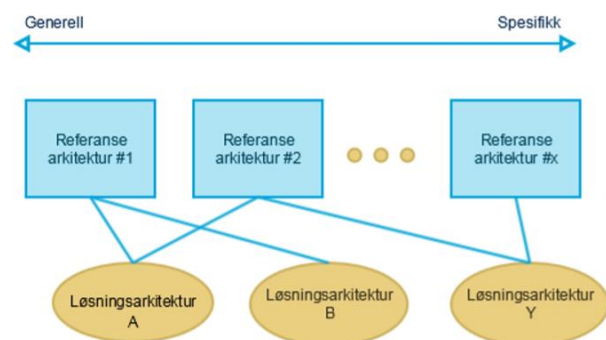 Generell
Spesifikk
Referanse
arkitektur #1
Referanse
arkitektur #2
Referanse
arkitektur #x
Løsningsarkitektur
A
Løsningsarkitektur
B
Løsningsarkitektur
Y